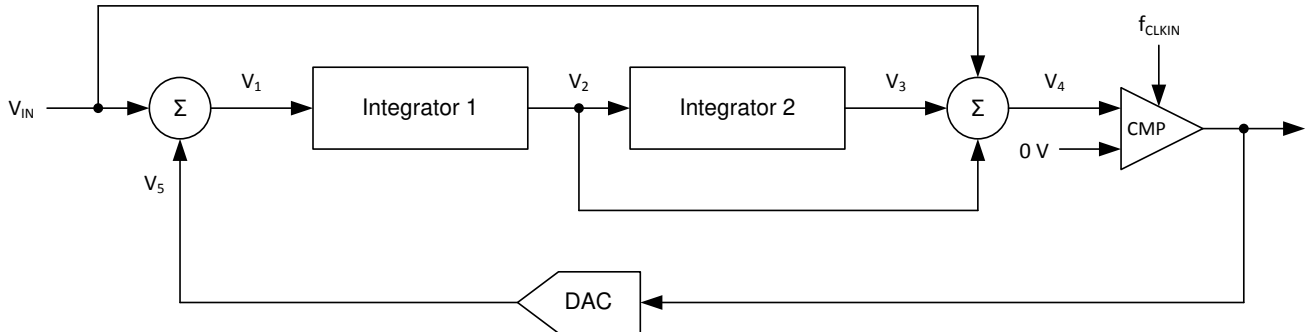 f_CLKIN
V_IN
Σ
V_1
Integrator 1
V_2
Integrator 2
V_3
Σ
V_4
CMP
0 V
V_5
DAC